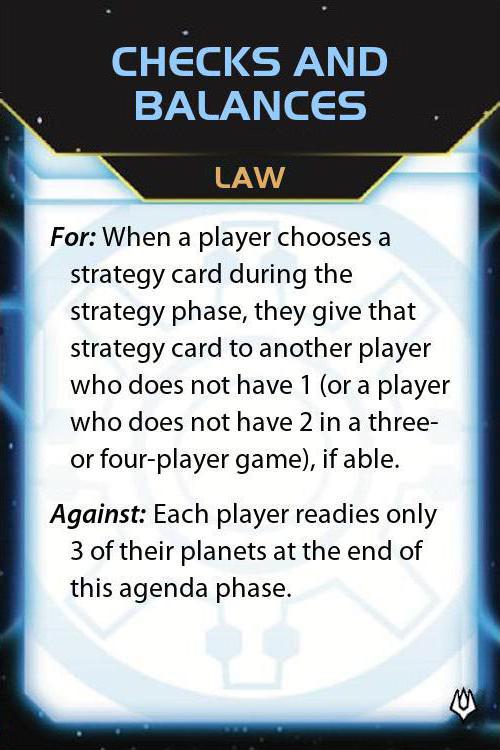 CHECKS AND
BALANCES
LAW
For: When a player chooses a
strategy card during the
strategy phase, they give that
strategy card to another player
who does not have 1 (or a player
who does not have 2 in a three-
or four-player game), if able.
Against: Each player readies only
3 of their planets at the end of
this agenda phase.